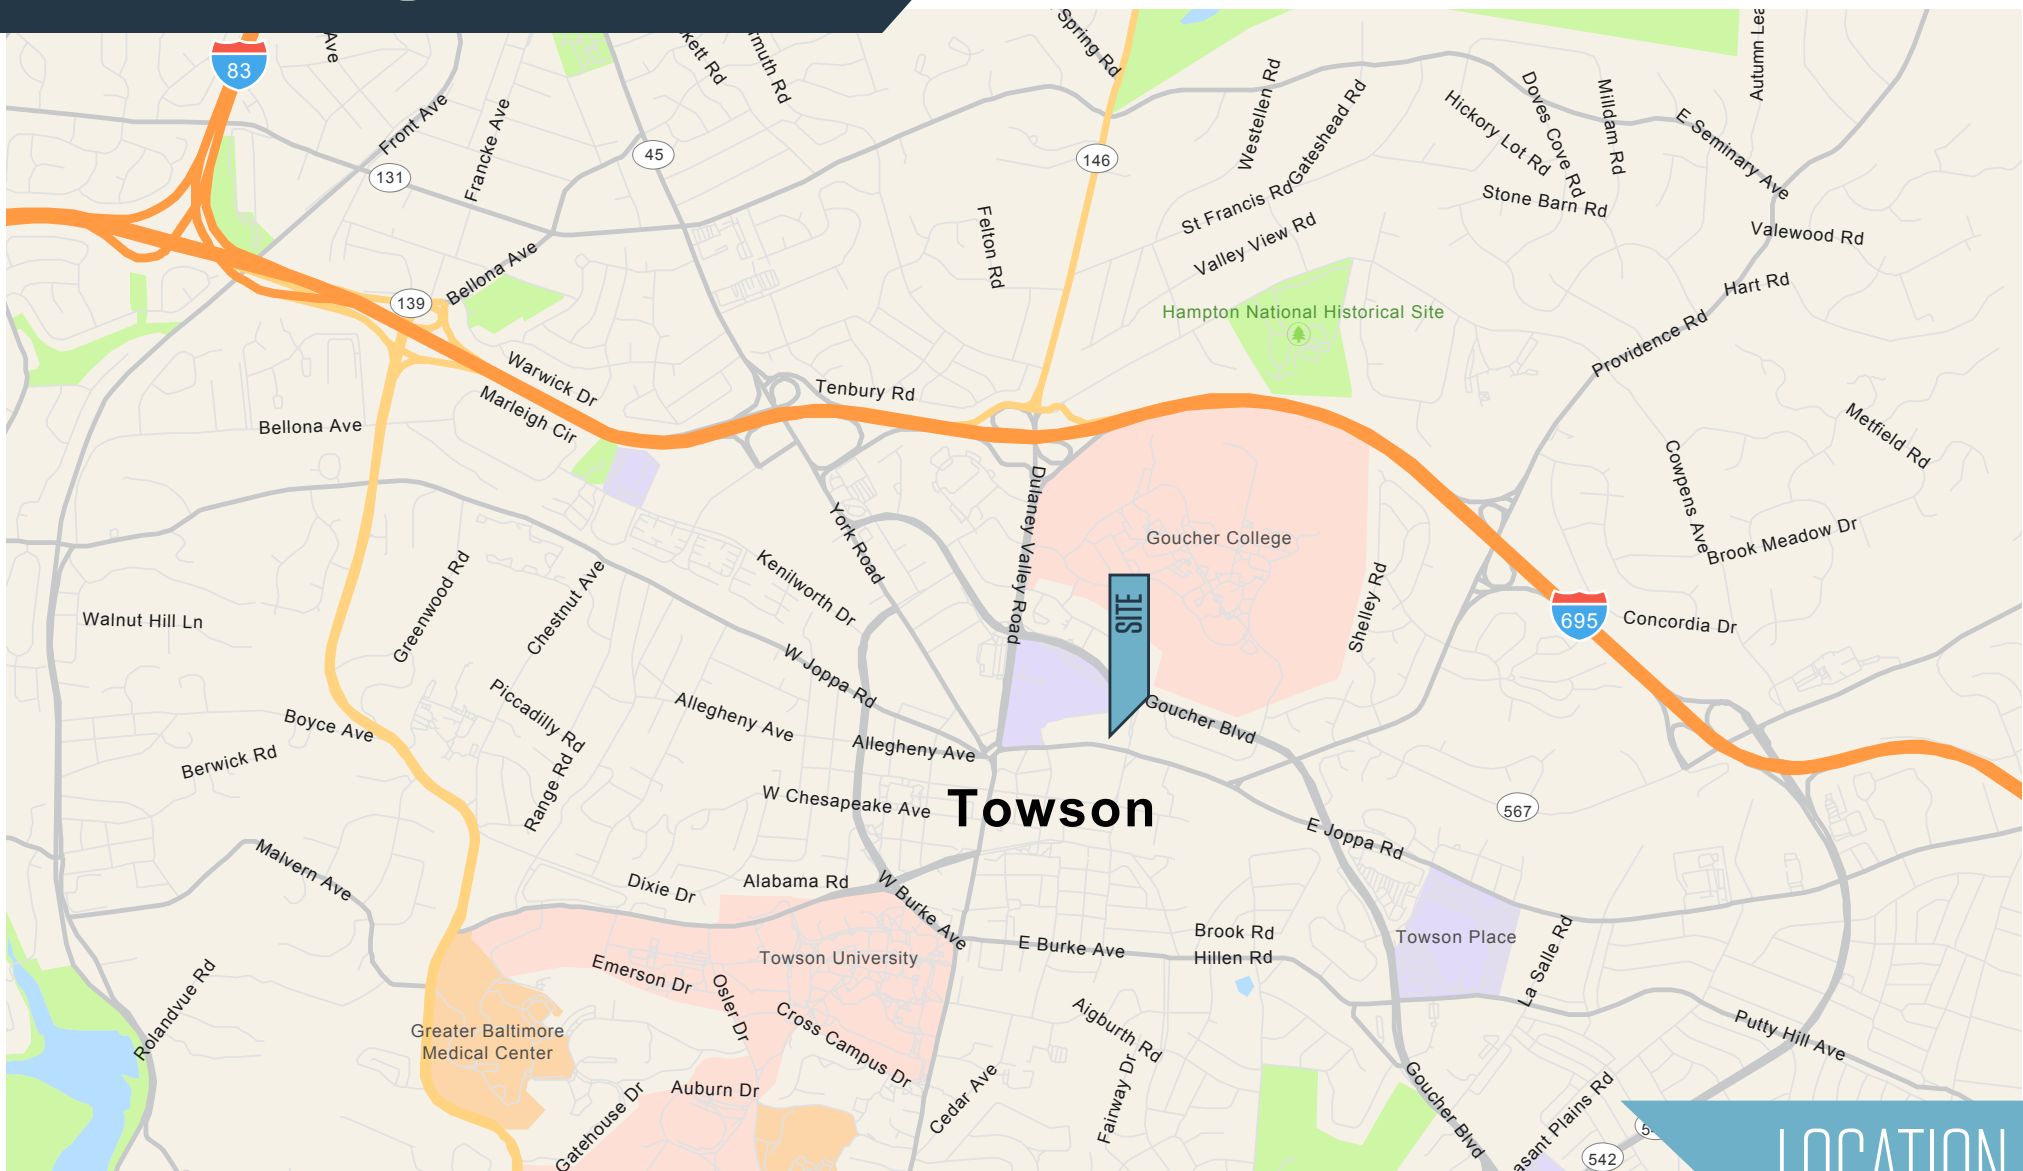 83
Ave
Spring Rd
Autumn
Front Ave
Francke Ave
45
131
146
Westellen Rd
Gateshead Rd
Hickory Lot Rd
Doves Cove Rd
Milldam Rd
E Seminary Ave
St Francis Rd
Stone Barn Rd
Valley View Rd
Valewood Rd
Felton Rd
Bellona Ave
139
Hart Rd
Hampton National Historical Site
Providence Rd
Warwick Dr
Marleigh Cir
Tenbury Rd
Bellona Ave
Metfield Rd
Cowpens Ave
Brook Meadow Dr
Dulaney Valley Road
York Road
Goucher College
Kenilworth Dr
Greenwood Rd
Chestnut Ave
SITE
Shelley Rd
695
Concordia Dr
Walnut Hill Ln
W Joppa Rd
Piccadilly Rd
Allegheny Ave
Goucher Blvd
Boyce Ave
Allegheny Ave
Berwick Rd
Range Rd
W Chesapeake Ave
Towson
567
E Joppa Rd
Malvern Ave
Dixie Dr
Alabama Rd
W Burke Ave
E Burke Ave
Brook Rd
Hillen Rd
Towson Place
La Salle Rd
Towson University
Emerson Dr
Osler Dr
Cross Campus Dr
Rolandvue Rd
Greater Baltimore
Medical Center
Aigburth Rd
Putty Hill Ave
Auburn Dr
Gatehouse Dr
Cedar Ave
Fairway Dr
Goucher Blvd
Plains Rd
542
LOCATION